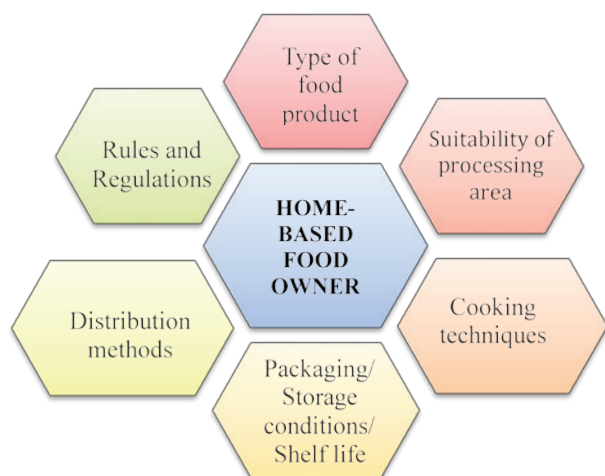 Type of
food
product
Suitability of
processing
area
Rules and
Regulations
HOME-
BASED
FOOD
OWNER
Cooking
techniques
Distribution
methods
Packaging/
Storage
conditions/
Shelf life